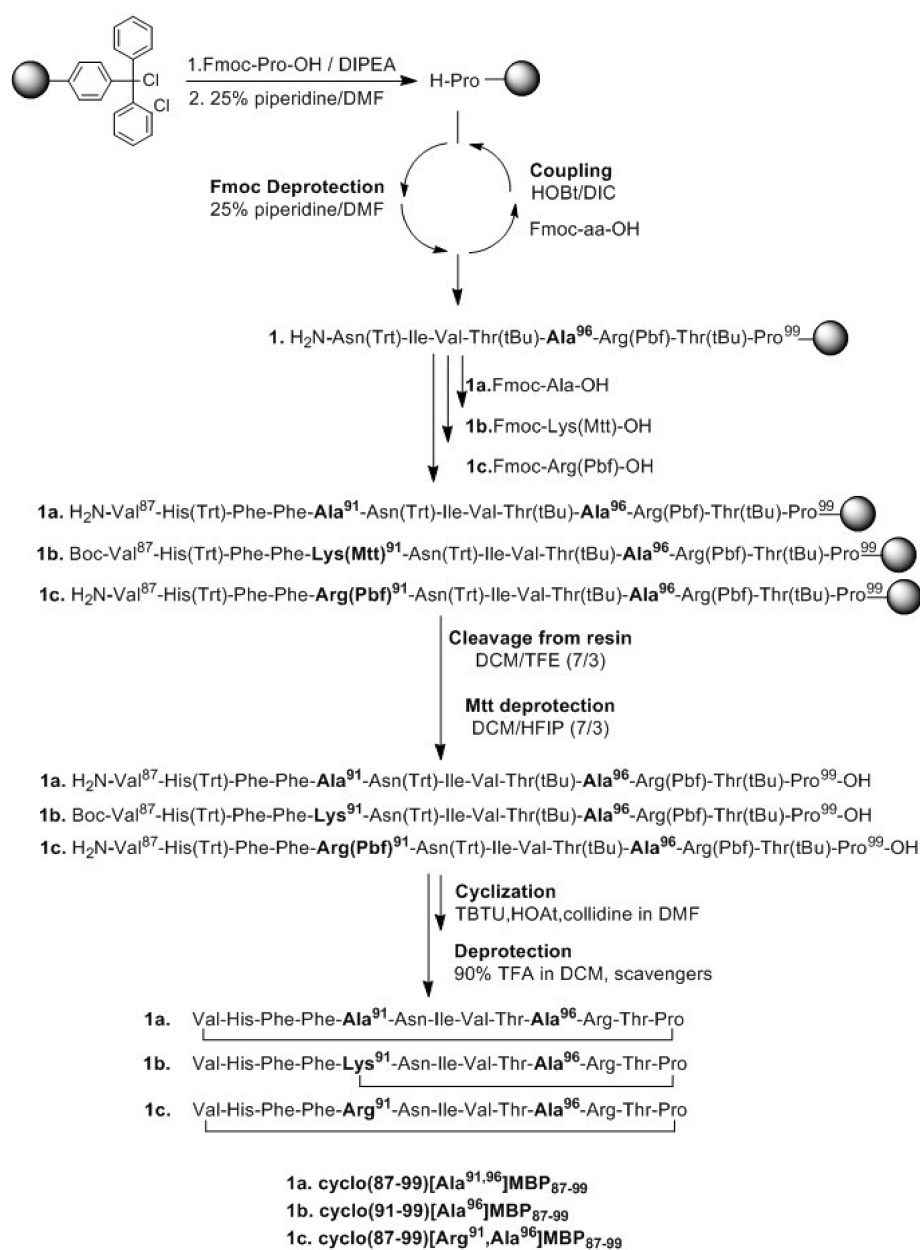 Cl
Cl
1.Fmoc-Pro-OH / DIPEA
2. 25% piperidine/DMF
H-Pro
Fmoc Deprotection
25% piperidine/DMF
Coupling
HOBt/DIC
Fmoc-aa-OH
1. H2N-Asn(Trt)-Ile-Val-Thr(tBu)-Ala96-Arg(Pbf)-Thr(tBu)-Pro99
1a.Fmoc-Ala-OH
1b.Fmoc-Lys(Mtt)-OH
1c.Fmoc-Arg(Pbf)-OH
1a. H2N-Val87-His(Trt)-Phe-Phe-Ala91-Asn(Trt)-Ile-Val-Thr(tBu)-Ala96-Arg(Pbf)-Thr(tBu)-Pro99
1b. Boc-Val87-His(Trt)-Phe-Phe-Lys(Mtt)91-Asn(Trt)-Ile-Val-Thr(tBu)-Ala96-Arg(Pbf)-Thr(tBu)-Pro99
1c. H2N-Val87-His(Trt)-Phe-Phe-Arg(Pbf)91-Asn(Trt)-Ile-Val-Thr(tBu)-Ala96-Arg(Pbf)-Thr(tBu)-Pro99
Cleavage from resin
DCM/TFE (7/3)
Mtt deprotection
DCM/HFIP (7/3)
1a. H2N-Val87-His(Trt)-Phe-Phe-Ala91-Asn(Trt)-Ile-Val-Thr(tBu)-Ala96-Arg(Pbf)-Thr(tBu)-Pro99-OH
1b. Boc-Val87-His(Trt)-Phe-Phe-Lys91-Asn(Trt)-Ile-Val-Thr(tBu)-Ala96-Arg(Pbf)-Thr(tBu)-Pro99-OH
1c. H2N-Val87-His(Trt)-Phe-Phe-Arg(Pbf)91-Asn(Trt)-Ile-Val-Thr(tBu)-Ala96-Arg(Pbf)-Thr(tBu)-Pro99-OH
Cyclization
TBTU,HOAt,collidine in DMF
Deprotection
90% TFA in DCM, scavengers
1a. Val-His-Phe-Phe-Ala91-Asn-Ile-Val-Thr-Ala96-Arg-Thr-Pro
1b. Val-His-Phe-Phe-Lys91-Asn-Ile-Val-Thr-Ala96-Arg-Thr-Pro
1c. Val-His-Phe-Phe-Arg91-Asn-Ile-Val-Thr-Ala96-Arg-Thr-Pro
1a. cyclo(87-99)[Ala91,96]MBP87-99
1b. cyclo(91-99)[Ala96]MBP87-99
1c. cyclo(87-99)[Arg91,Ala96]MBP87-99